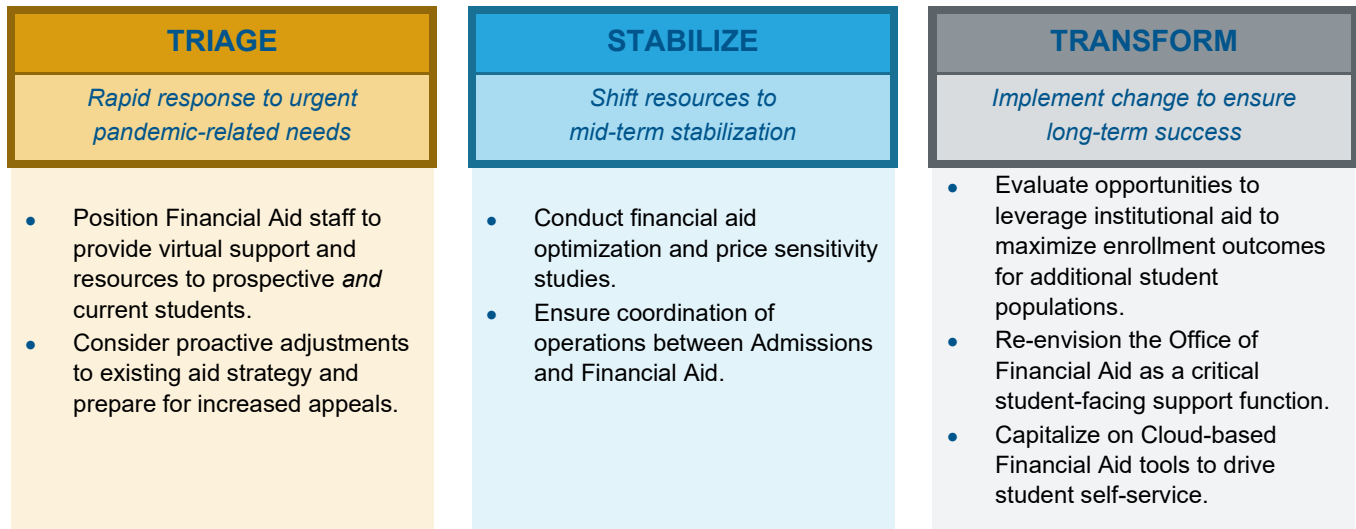 TRIAGE
Rapid response to urgent
pandemic-related needs
• Position Financial Aid staff to
provide virtual support and
resources to prospective and
current students.
• Consider proactive adjustments
to existing aid strategy and
prepare for increased appeals.
STABILIZE
Shift resources to
mid-term stabilization
• Conduct financial aid
optimization and price sensitivity
studies.
• Ensure coordination of
operations between Admissions
and Financial Aid.
TRANSFORM
Implement change to ensure
long-term success
• Evaluate opportunities to
leverage institutional aid to
maximize enrollment outcomes
for additional student
populations.
• Re-envision the Office of
Financial Aid as a critical
student-facing support function.
• Capitalize on Cloud-based
Financial Aid tools to drive
student self-service.